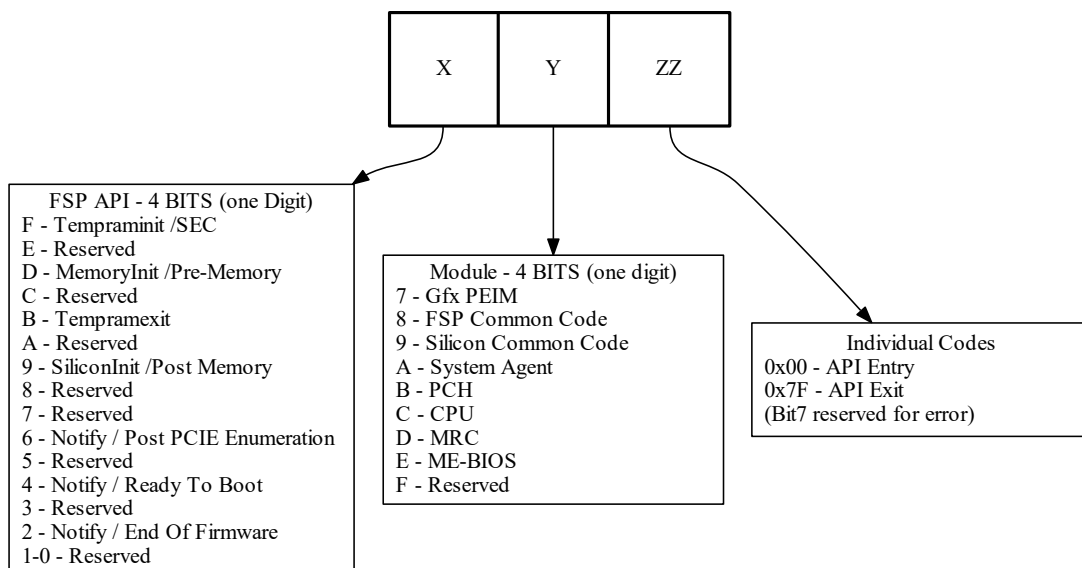 X
Y
ZZ
FSP API - 4 BITS (one Digit)
F - Tempraminit /SEC
E - Reserved
D - MemoryInit /Pre-Memory
C - Reserved
B - Tempramexit
A - Reserved
9 - SiliconInit /Post Memory
8 - Reserved
7 - Reserved
6 - Notify / Post PCIE Enumeration
5 - Reserved
4 - Notify / Ready To Boot
3 - Reserved
2 - Notify / End Of Firmware
1-0 - Reserved
Module - 4 BITS (one digit)
7 - Gfx PEIM
8 - FSP Common Code
9 - Silicon Common Code
A - System Agent
B - PCH
C - CPU
D - MRC
E - ME-BIOS
F - Reserved
Individual Codes
0x00 - API Entry
0x7F - API Exit
(Bit7 reserved for error)